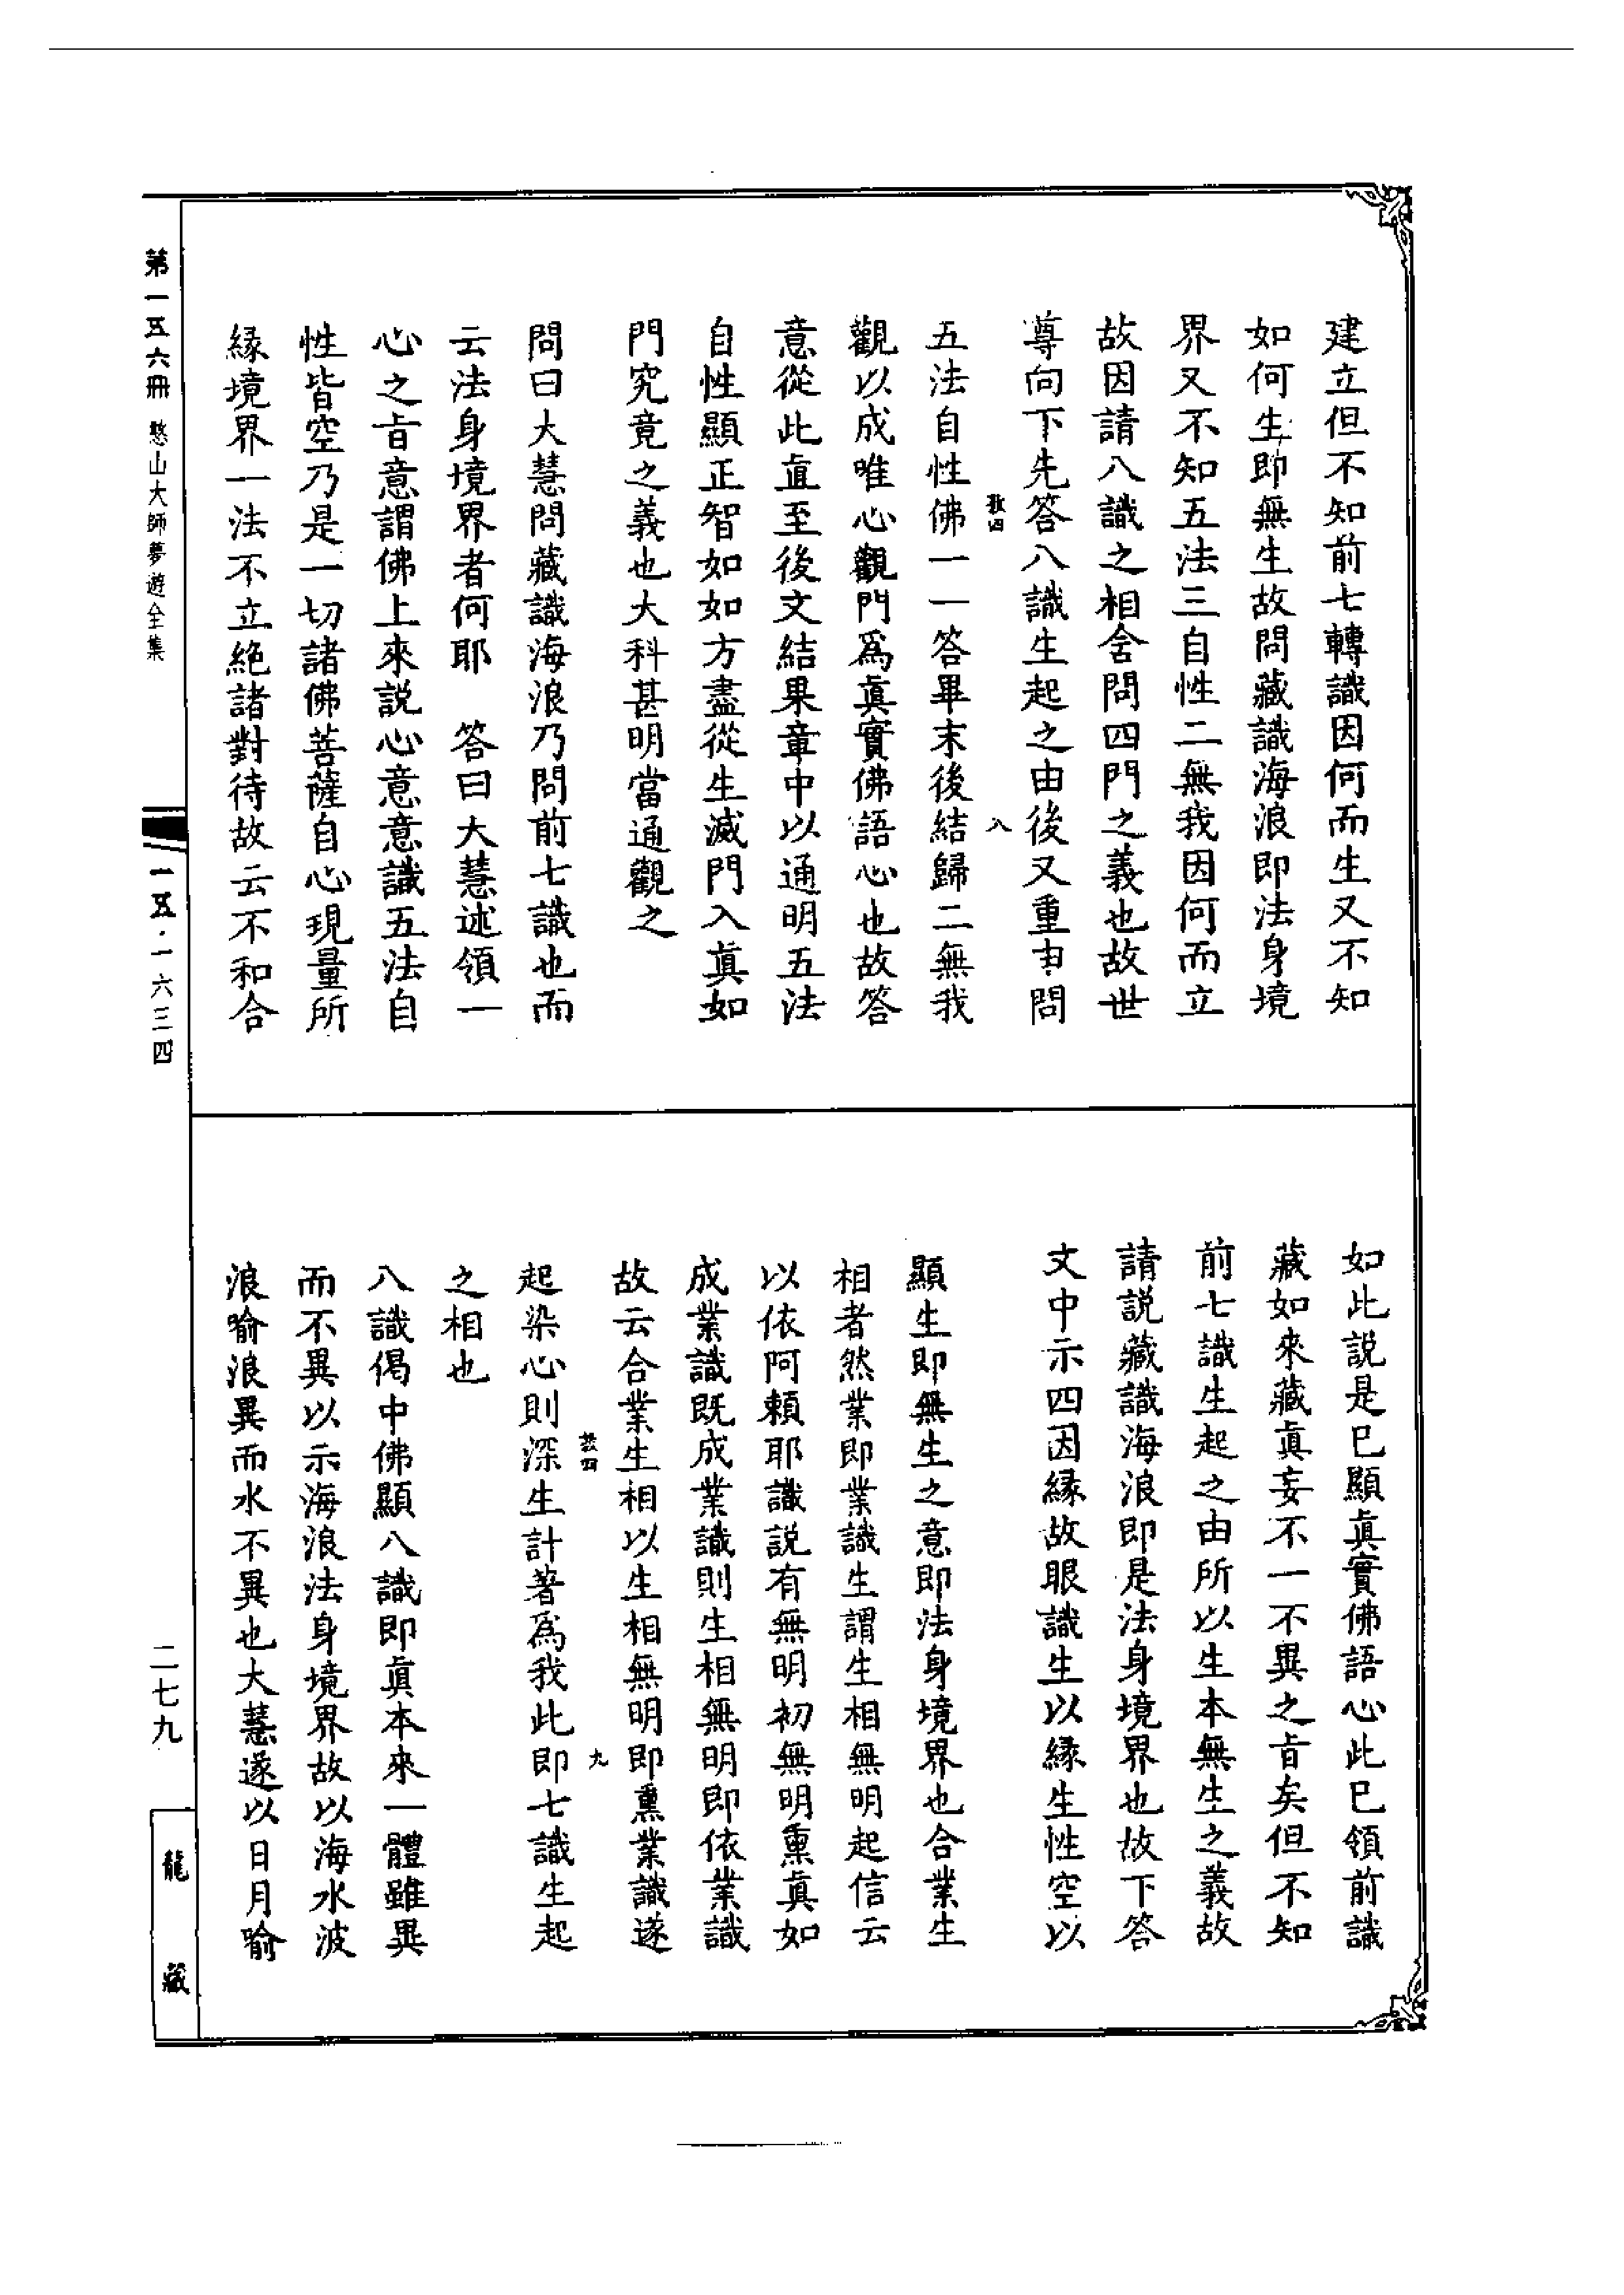 建立但不知前七轉識因何而生又不知
如何生即無生故問藏識海浪即法身境
界又不知五法三自性二無我因何而立
故因請八識之相舍問四門之義也故世
尊向下先答八識生起之由後又重申問
五法自性佛一一答畢末後結歸二無我
觀以成唯心觀門爲眞實佛語心也故答
意從此直至後文結果章中以通明五法
自性顯正智如如方盡從生滅門入眞如
門究竟之義也大科甚明當通觀之
問曰大慧問藏識海浪乃問前七識也而
云法身境界者何耶　答曰大慧述領一
心之旨意謂佛上來説心意意識五法自
性皆空乃是一切諸佛菩薩自心現量所
縁境界一法不立絶諸對待故云不和合
八
如此説是已顯眞實佛語心此已領前識
藏如來藏眞妄不一不異之旨矣但不知
前七識生起之由所以生本無生之義故
請説藏識海浪即是法身境界也故下答
文中示四因縁故眼識生以縁生性空以
顯生即無生之意即法身境界也合業生
相者然業即業識生謂生相無明起信云
以依阿頼耶識説有無明初無明熏眞如
成業識既成業識則生相無明即依業識
故云合業生相以生相無明即熏業識遂
起染心則深生計著爲我此即七識生起
之相也
八識偈中佛顯八識即眞本來一體雖異
而不異以示海浪法身境界故以海水波
浪喻浪異而水不異也大慧遂以日月喻
九
第一五六冊　憨山大師夢遊全集
一五·一六三四
二七九
龍藏